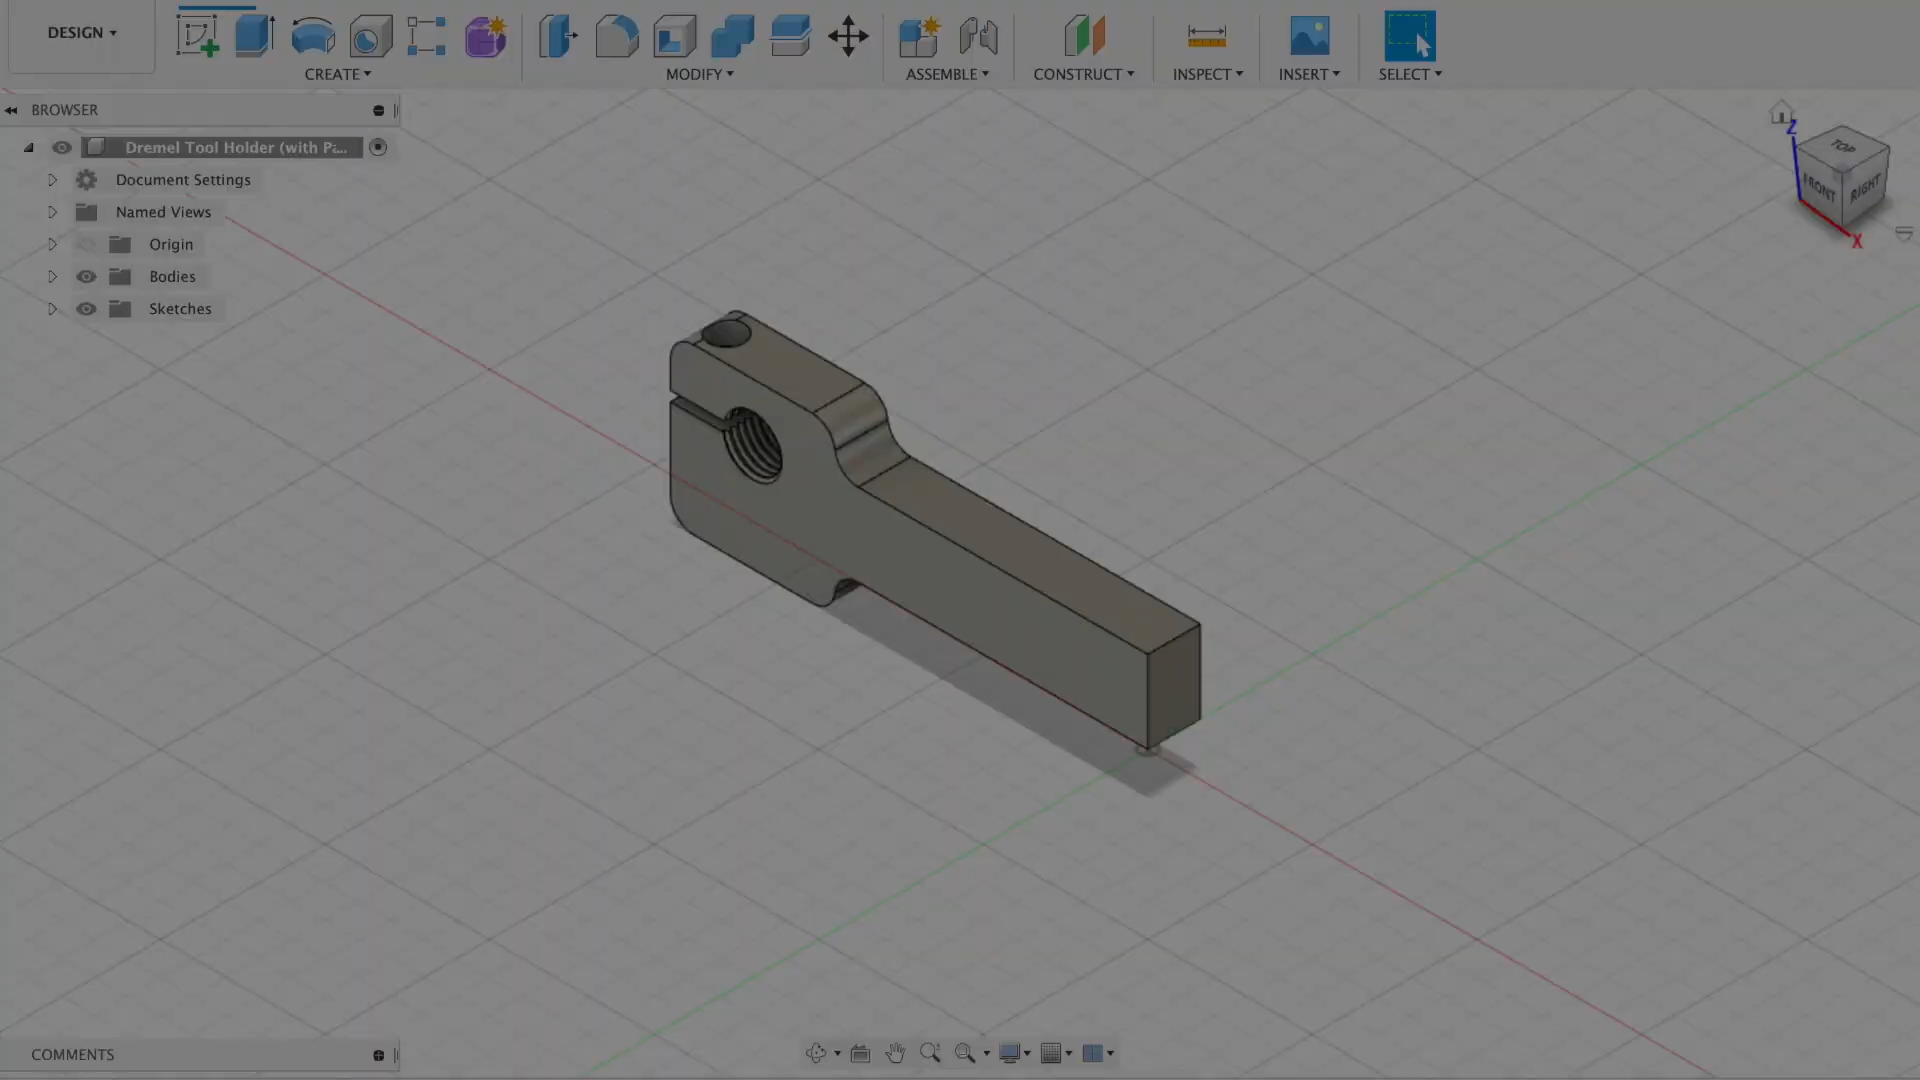 DESIGN
CREATE
MODIFY
ASSEMBLE
CONSTRUCT
INSPECT
INSERT
SELECT
BROWSER
Dremel Tool Holder (with Pa...
Document Settings
Named Views
Origin
Bodies
Sketches
Z
TOP
FRONT
RIGHT
X
COMMENTS